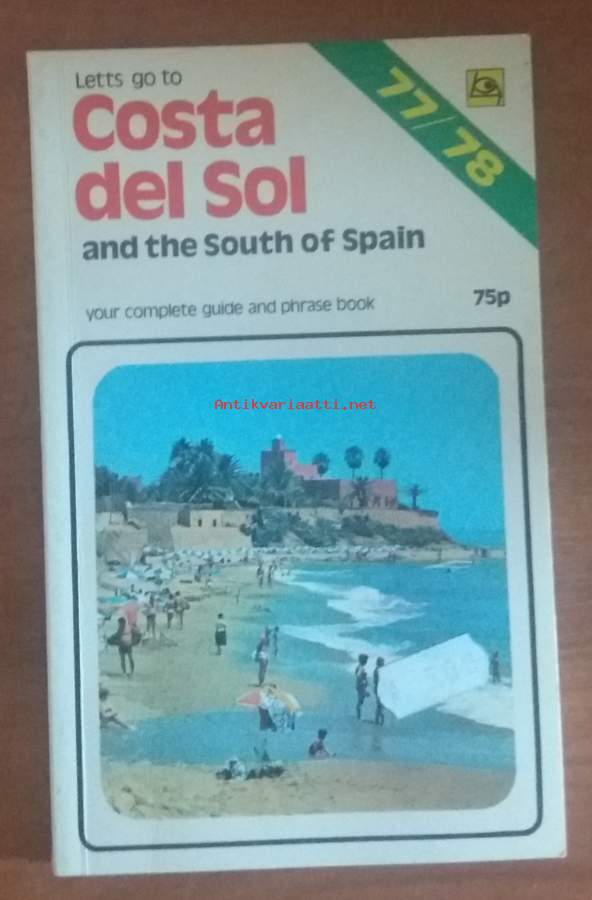 Letts go to
77/78
Costa
del Sol
and the South of Spain
your complete guide and phrase book
75p
Antikvariaatti.net